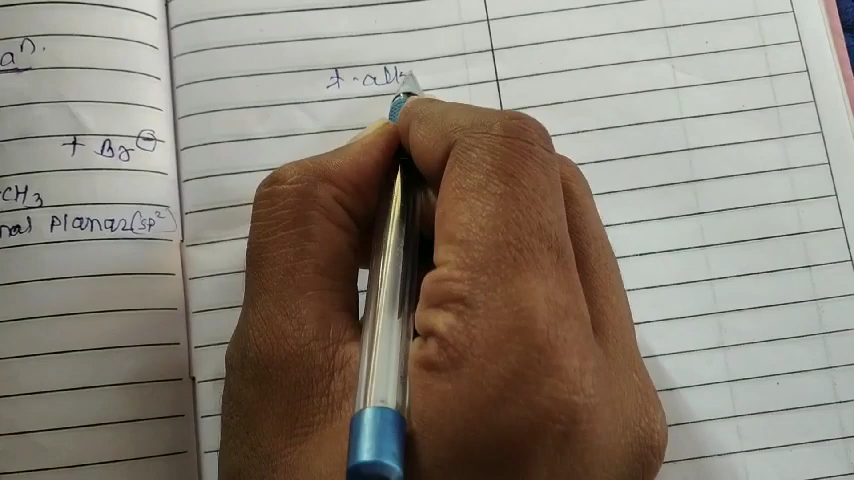 aⁿ.
+ Br⊖
-CH₃
nal Planar(sp²)
t-alk